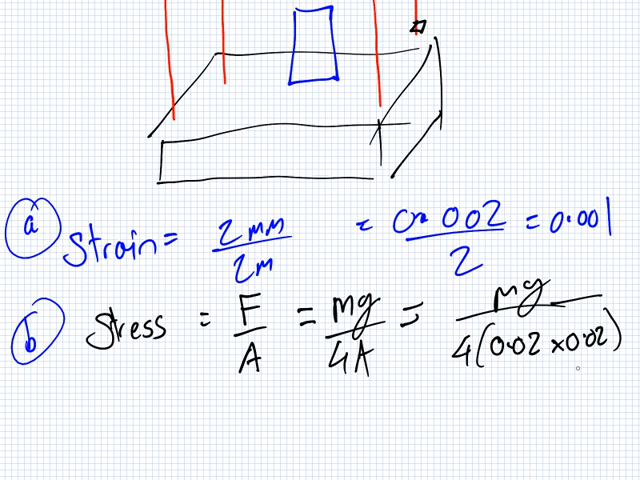 a Strain = 2mm / 2m = 0.002 / 2 = 0.001
b Stress = F / A = mg / 4A = mg / 4(0.02 x 0.02)